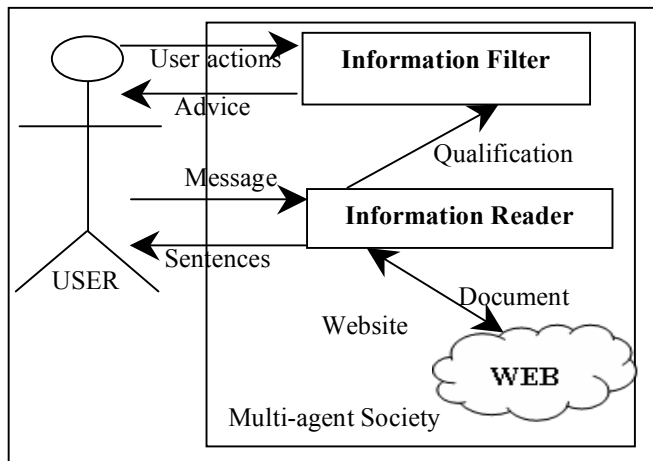 User actions
Information Filter
Advice
Qualification
Message
Information Reader
Sentences
USER
Document
Website
WEB
Multi-agent Society